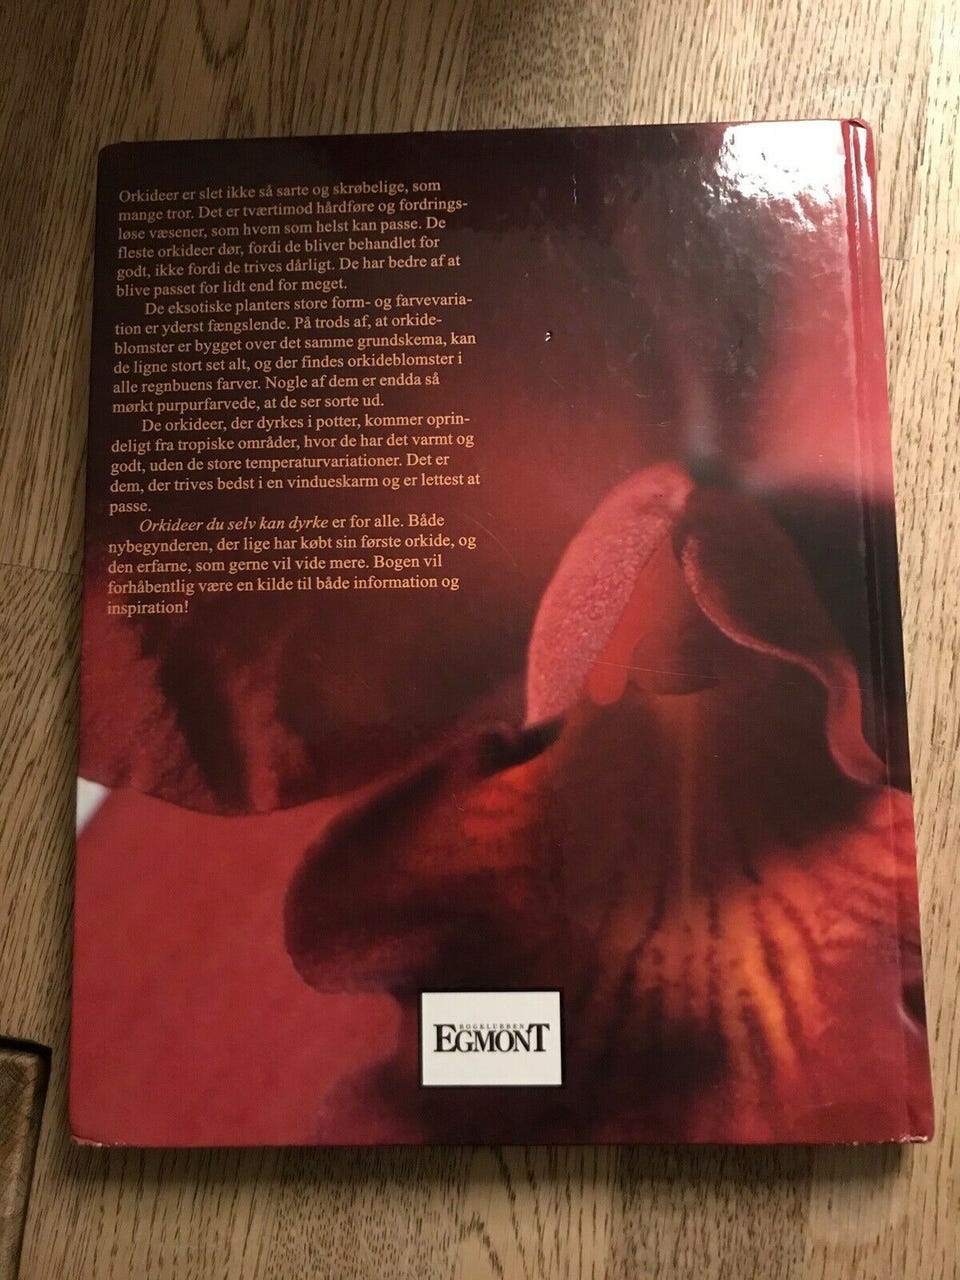 Orkideer er slet ikke så sarte og skrøbelige, som
mange tror. Det er tværtimod hårdføre og fordrings-
løse væsener, som hvem som helst kan passe. De
fleste orkideer dør, fordi de bliver behandlet for
godt, ikke fordi de trives dårligt. De har bedre af at
blive passet for lidt end for meget.
De eksotiske planters store form- og farvevaria-
tion er yderst fængslende. På trods af, at orkide-
blomster er bygget over det samme grundskema, kan
de ligne stort set alt, og der findes orkideblomster i
alle regnbuens farver. Nogle af dem er endda så
mørkt purpurfarvede, at de ser sorte ud.
De orkideer, der dyrkes i potter, kommer oprin-
deligt fra tropiske områder, hvor de har det varmt og
godt, uden de store temperaturvariationer. Det er
dem, der trives bedst i en vindueskarm og er lettest at
passe.
Orkideer du selv kan dyrke er for alle. Både
nybegynderen, der lige har købt sin første orkide, og
den erfarne, som gerne vil vide mere. Bogen vil
forhåbentlig være en kilde til både information og
inspiration!
BOGKLUBBEN
EGMONT